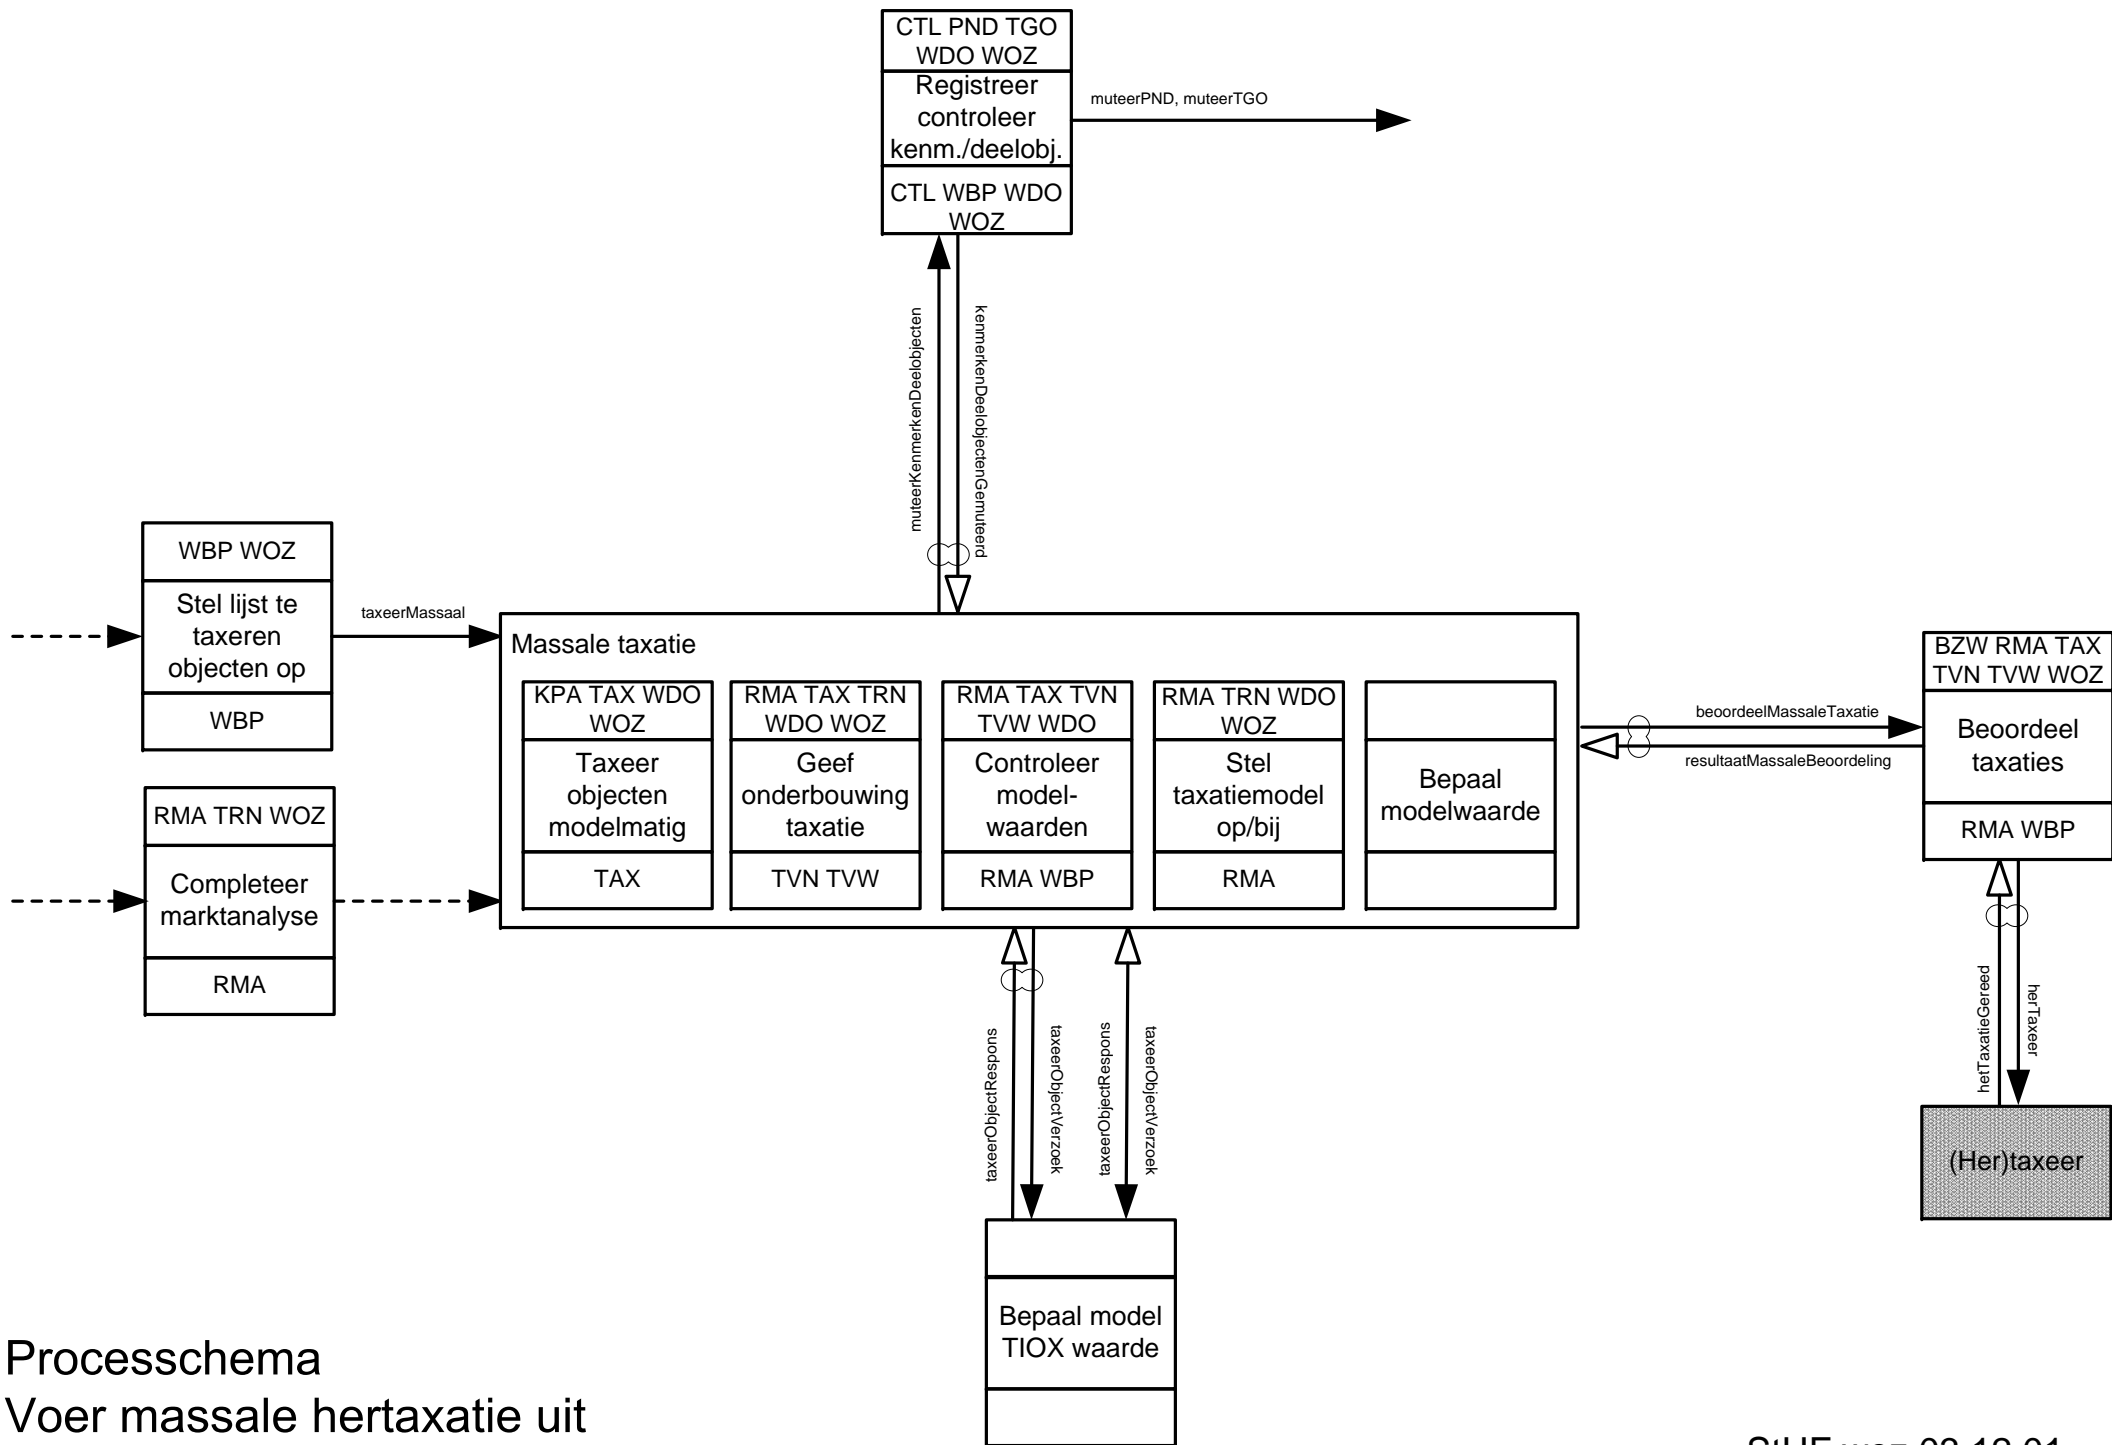 CTL PND TGO
WDO WOZ
Registreer
controleer
kenm./deelobj.
CTL WBP WDO
WOZ
muteerPND, muteerTGO
muteerKenmerkenDeelobjecten
kenmerkenDeelobjectenGemuteerd
WBP WOZ
Stel lijst te
taxeren
objecten op
WBP
taxeerMassaal
RMA TRN WOZ
Completeer
marktanalyse
RMA
Massale taxatie
KPA TAX WDO
WOZ
Taxeer
objecten
modelmatig
TAX
RMA TAX TRN
WDO WOZ
Geef
onderbouwing
taxatie
TVN TVW
RMA TAX TVN
TVW WDO
Controleer
model-
waarden
RMA WBP
RMA TRN WDO
WOZ
Stel
taxatiemodel
op/bij
RMA
Bepaal
modelwaarde
beoordeelMassaleTaxatie
resultaatMassaleBeoordeling
BZW RMA TAX
TVN TVW WOZ
Beoordeel
taxaties
RMA WBP
hetTaxatieGereed
herTaxeer
(Her)taxeer
taxeerObjectRespons
taxeerObjectVerzoek
taxeerObjectRespons
taxeerObjectVerzoek
Bepaal model
TIOX waarde
Processchema
Voer massale hertaxatie uit